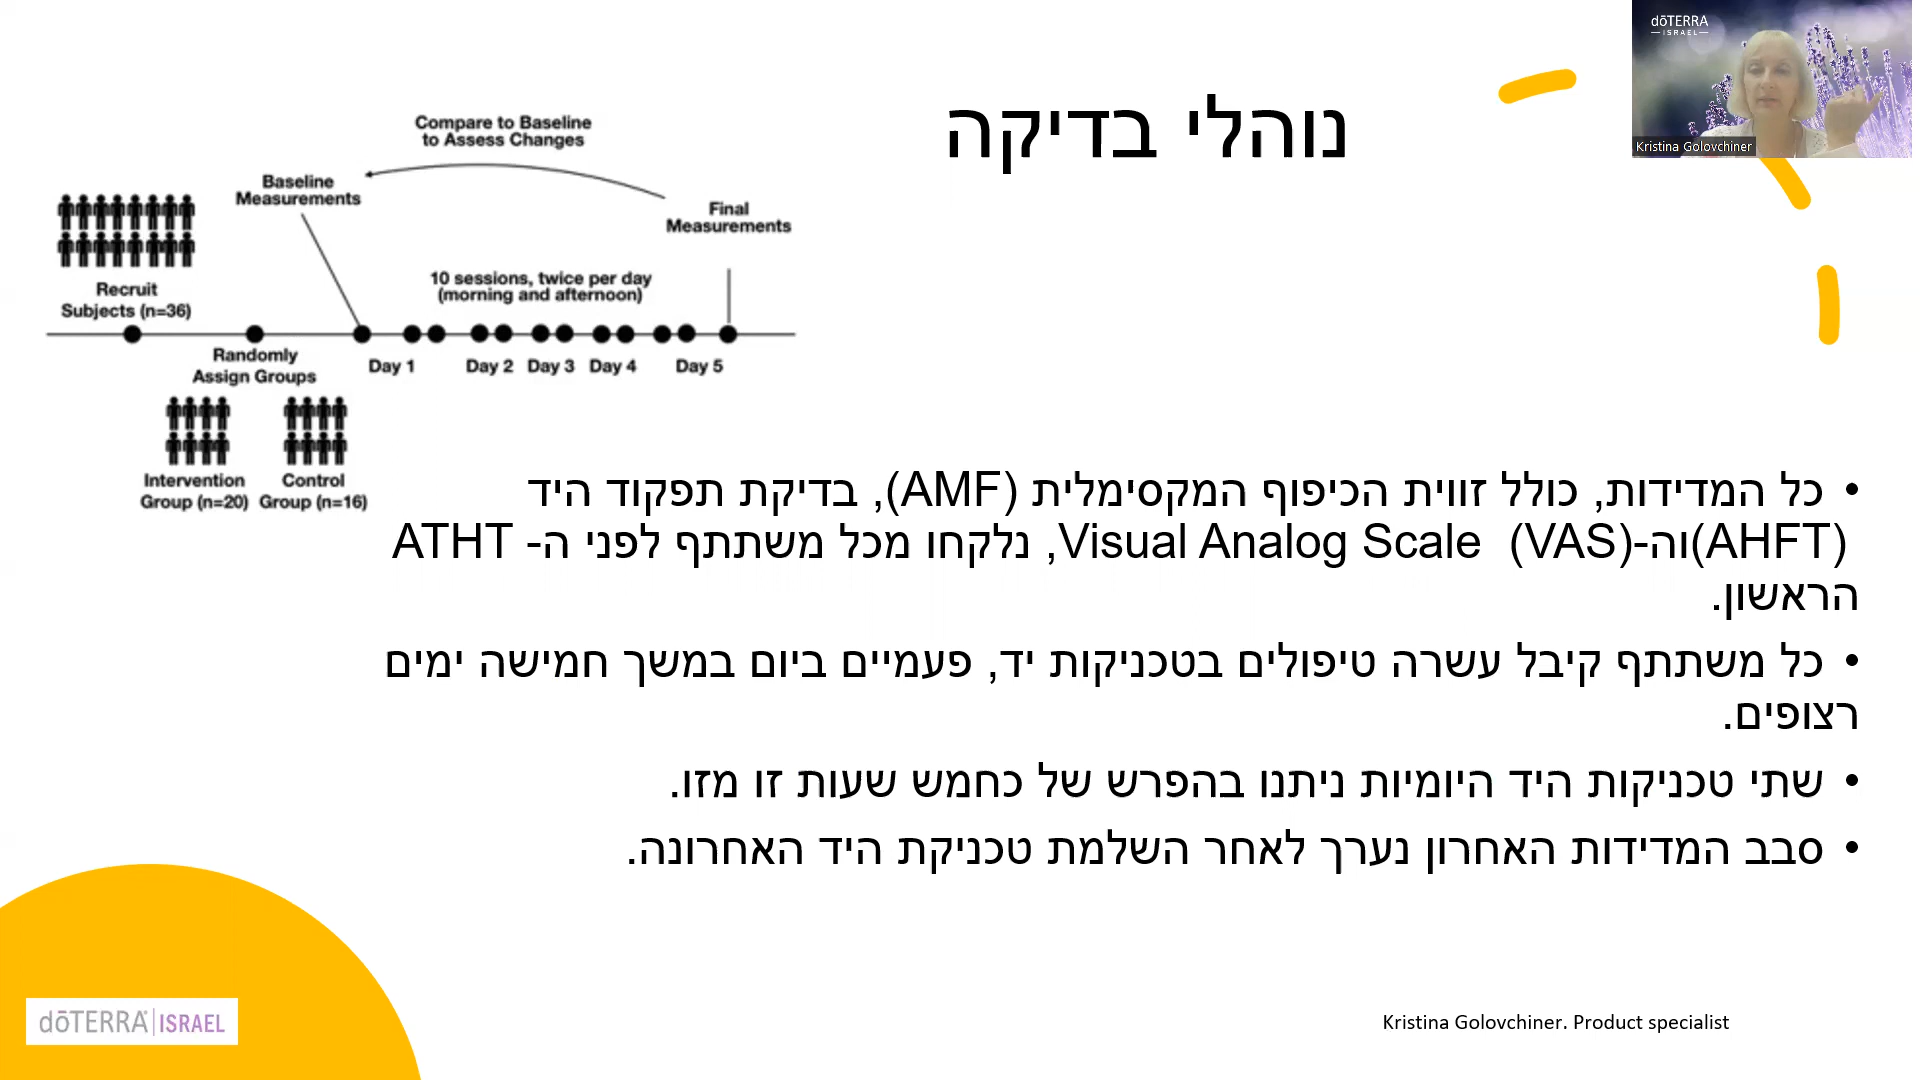 נוהלי בדיקה
dōTERRA
ISRAEL
Kristina Golovchiner
Compare to Baseline
to Assess Changes
Baseline
Measurements
Final
Measurements
10 sessions, twice per day
(morning and afternoon)
Recruit
Subjects (n=36)
Randomly
Assign Groups
Day 1
Day 2
Day 3
Day 4
Day 5
Intervention
Group (n=20)
Control
Group (n=16)
• כל המדידות, כולל זווית הכיפוף המקסימלית (AMF), בדיקת תפקוד היד
(AHFT)וה-Visual Analog Scale (VAS), נלקחו מכל משתתף לפני ה- ATHT
הראשון.
• כל משתתף קיבל עשרה טיפולים בטכניקות יד, פעמיים ביום במשך חמישה ימים
רצופים.
• שתי טכניקות היד היומיות ניתנו בהפרש של כחמש שעות זו מזו.
• סבב המדידות האחרון נערך לאחר השלמת טכניקת היד האחרונה.
dōTERRA ISRAEL
Kristina Golovchiner. Product specialist